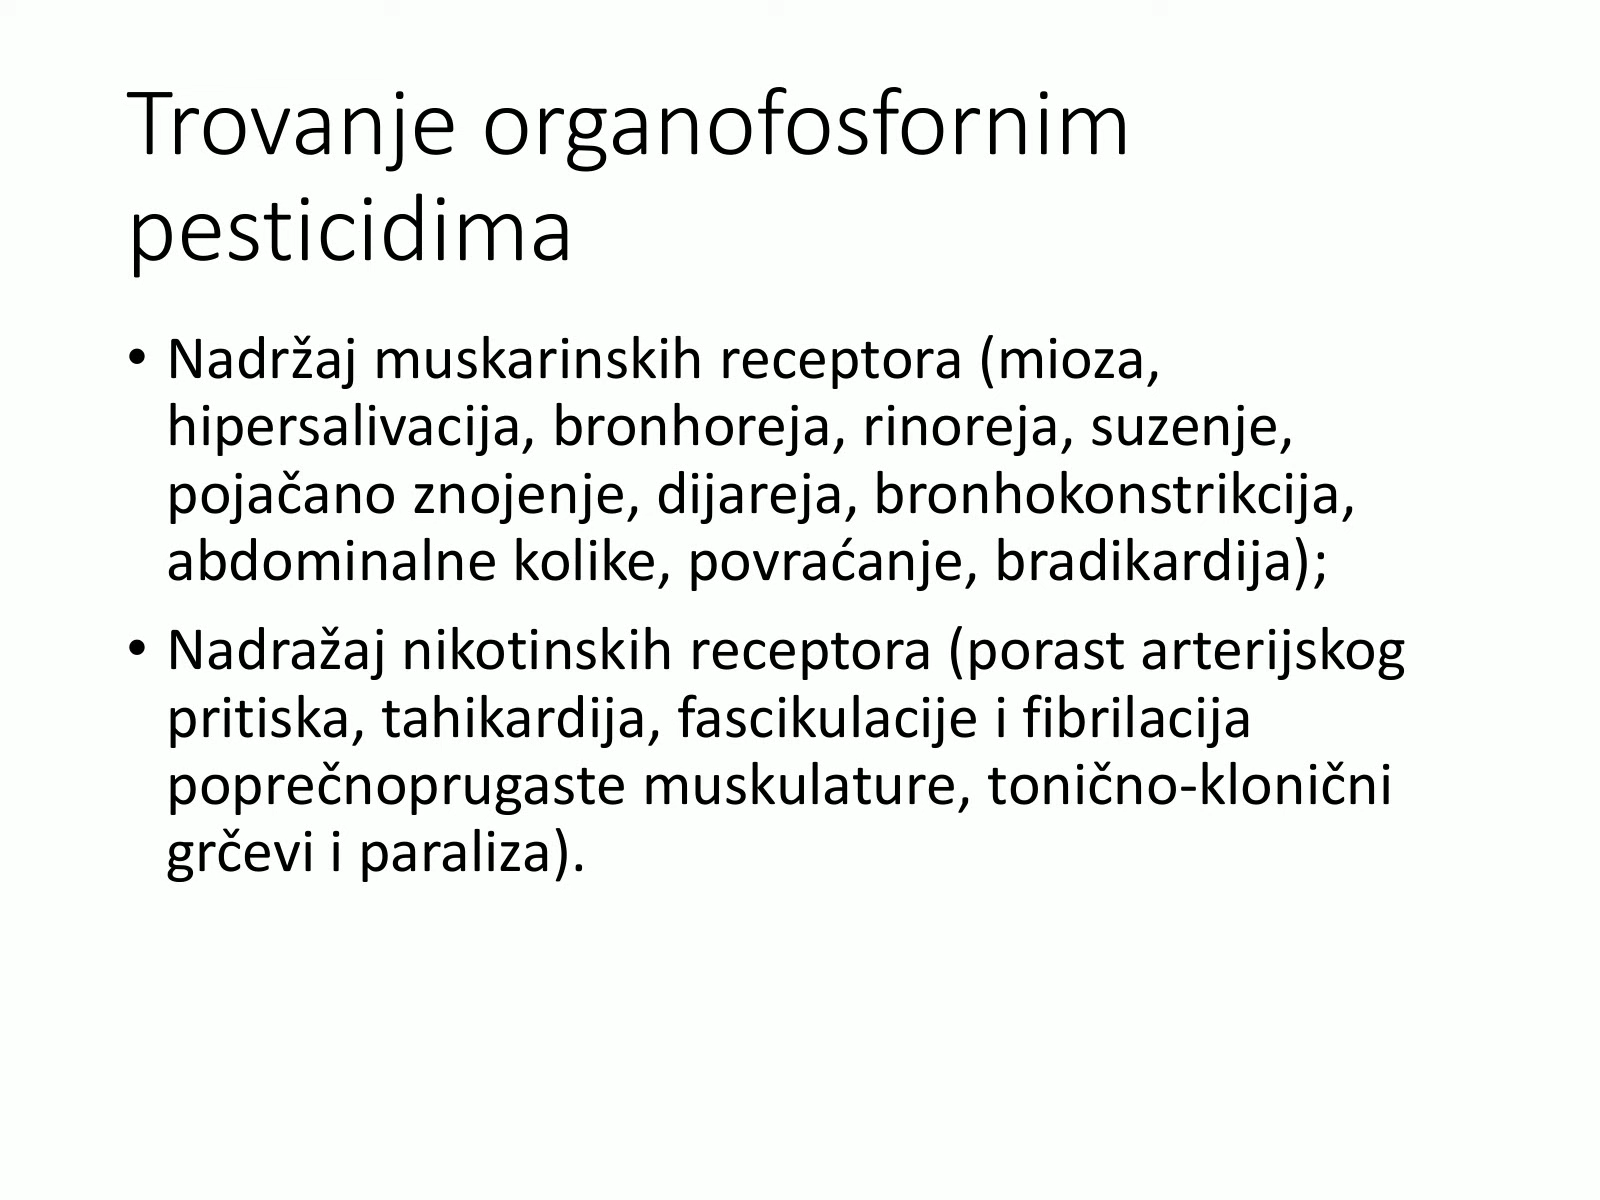 Trovanje organofosfornim
pesticidima
• Nadržaj muskarinskih receptora (mioza,
hipersalivacija, bronhoreja, rinoreja, suzenje,
pojačano znojenje, dijareja, bronhokonstrikcija,
abdominalne kolike, povraćanje, bradikardija);
• Nadražaj nikotinskih receptora (porast arterijskog
pritiska, tahikardija, fascikulacije i fibrilacija
poprečnoprugaste muskulature, tonično-klonični
grčevi i paraliza).